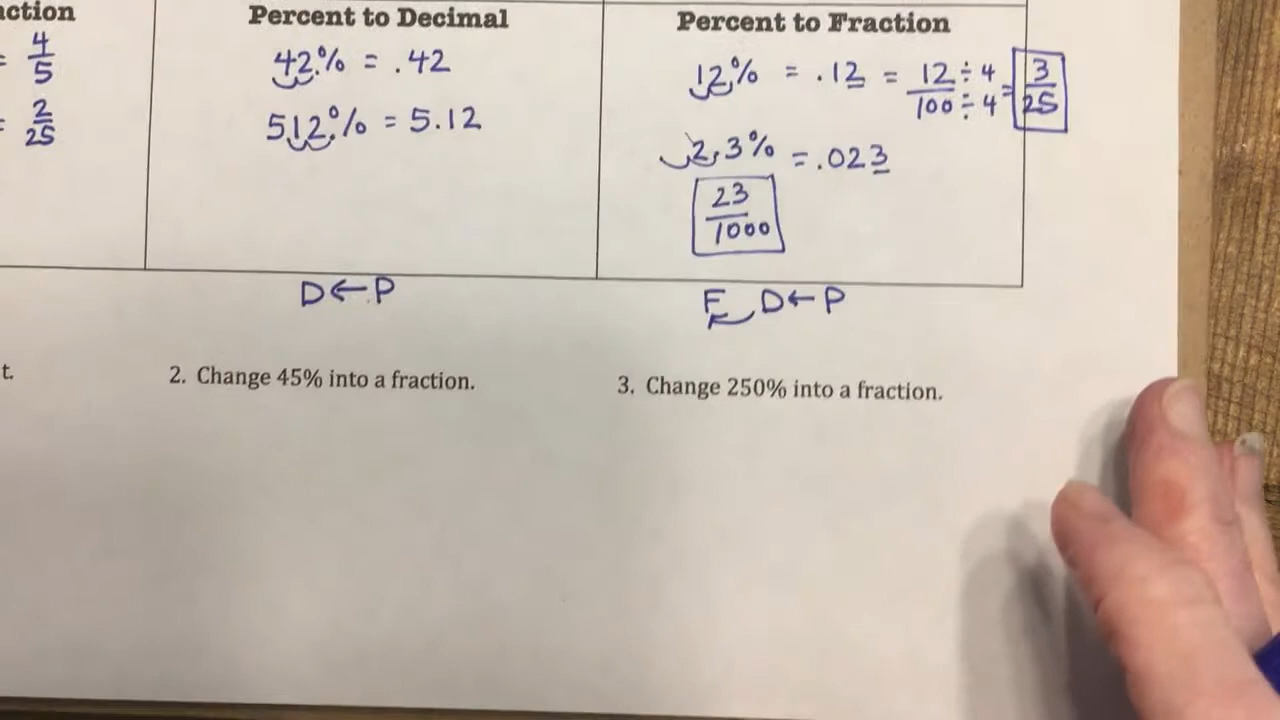 ction
= 4/5
= 2/25
Percent to Decimal
42.% = .42
512.% = 5.12
D←P
Percent to Fraction
12.% = .12 = 12÷4/100÷4 = 3/25
2.3% = .023
23/1000
F D←P
t.
2. Change 45% into a fraction.
3. Change 250% into a fraction.